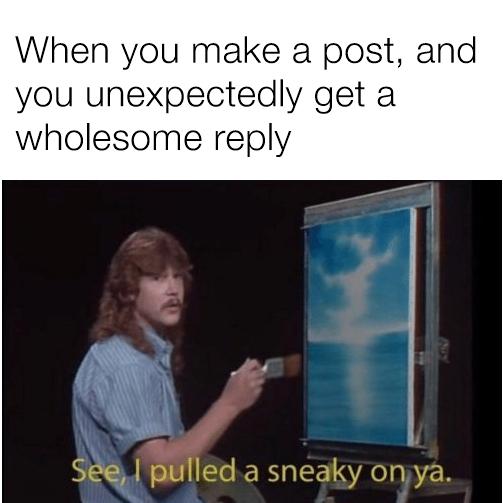 When you make a post, and
you unexpectedly get a
wholesome reply
See, I pulled a sneaky on ya.